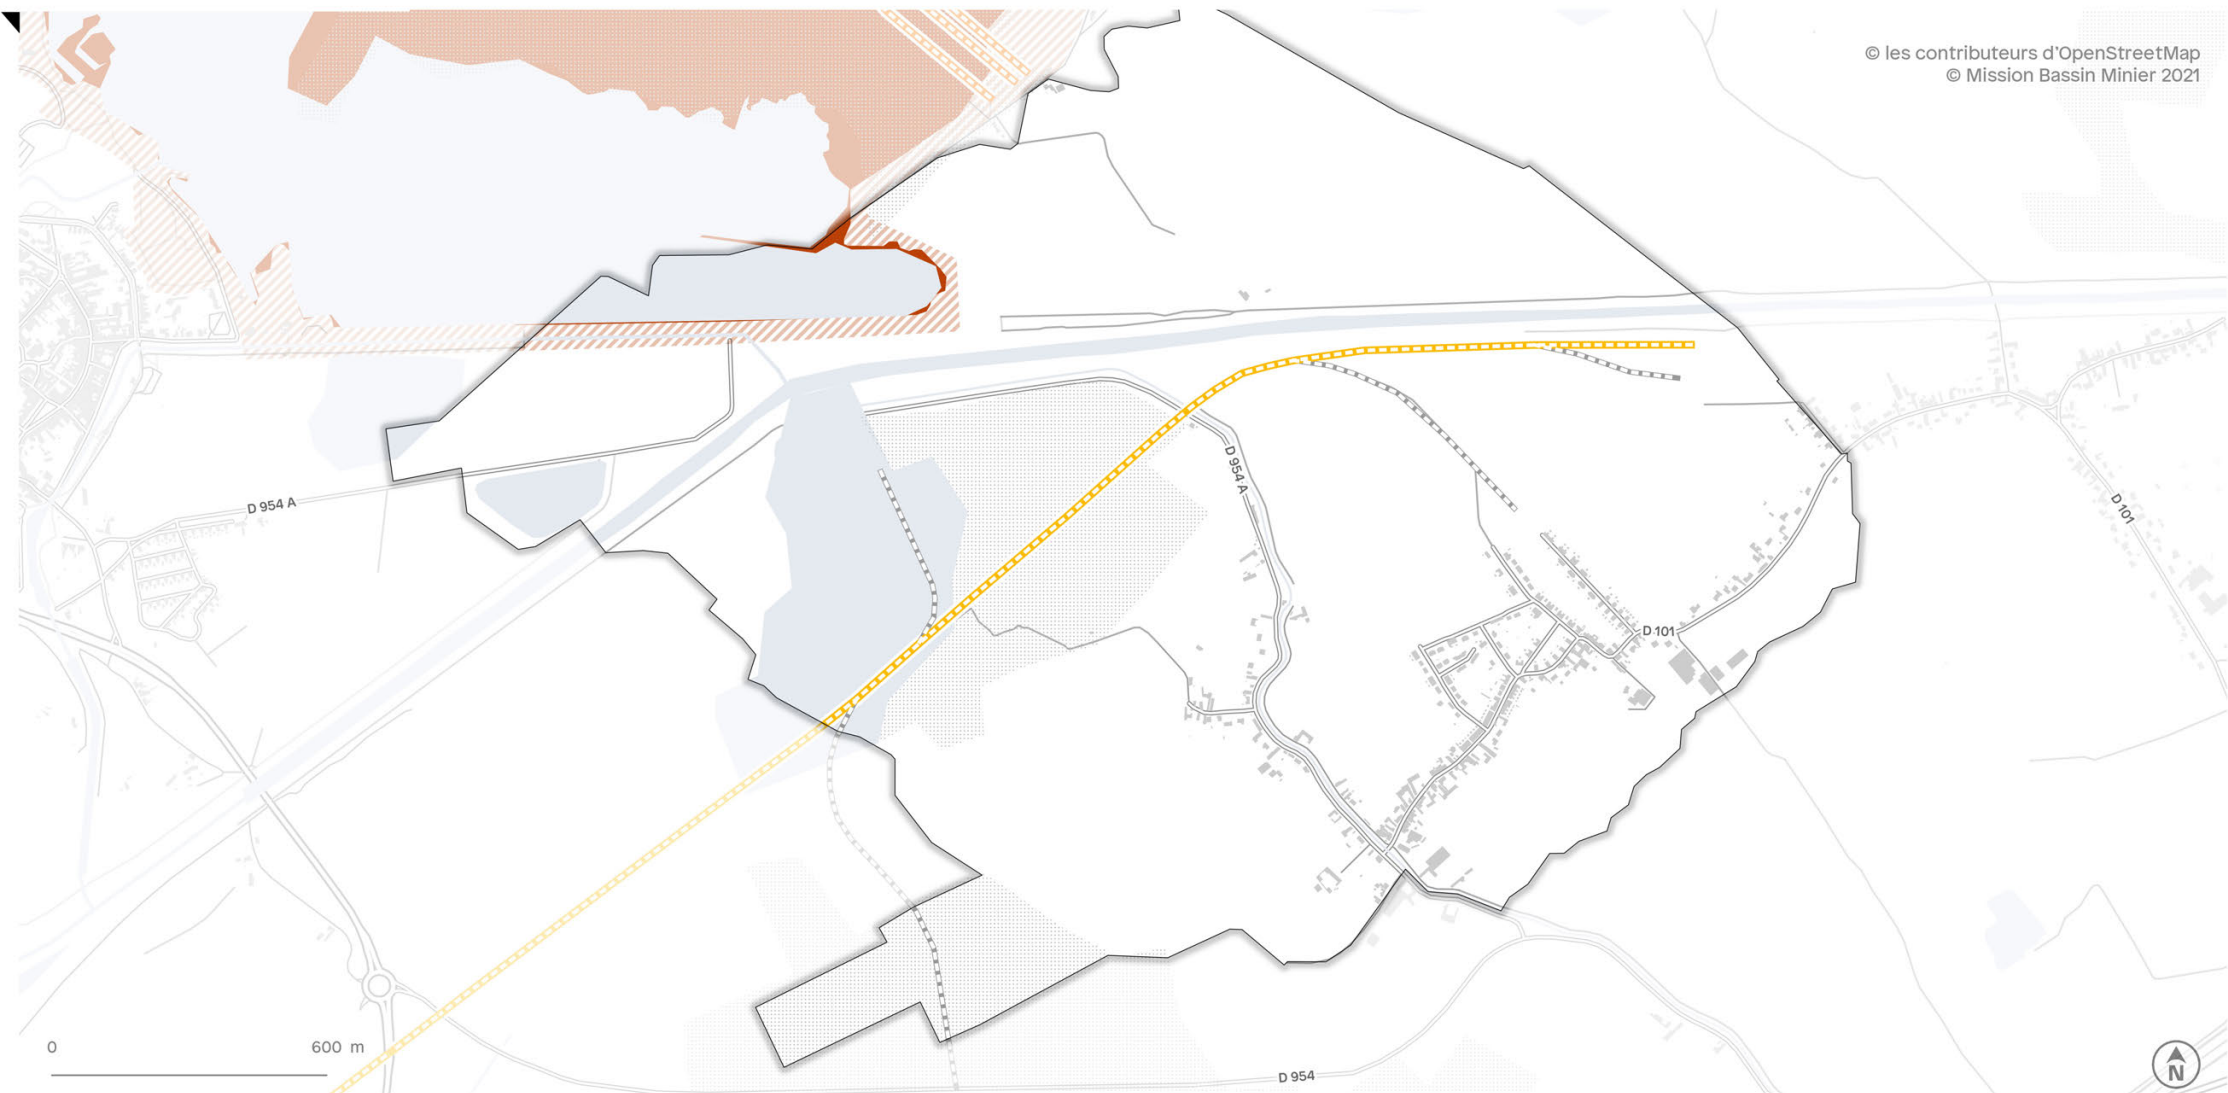 © les contributeurs d'OpenStreetMap
© Mission Bassin Minier 2021
D 954 A
D 954 A
D 101
D 101
0 600 m
D 954
N